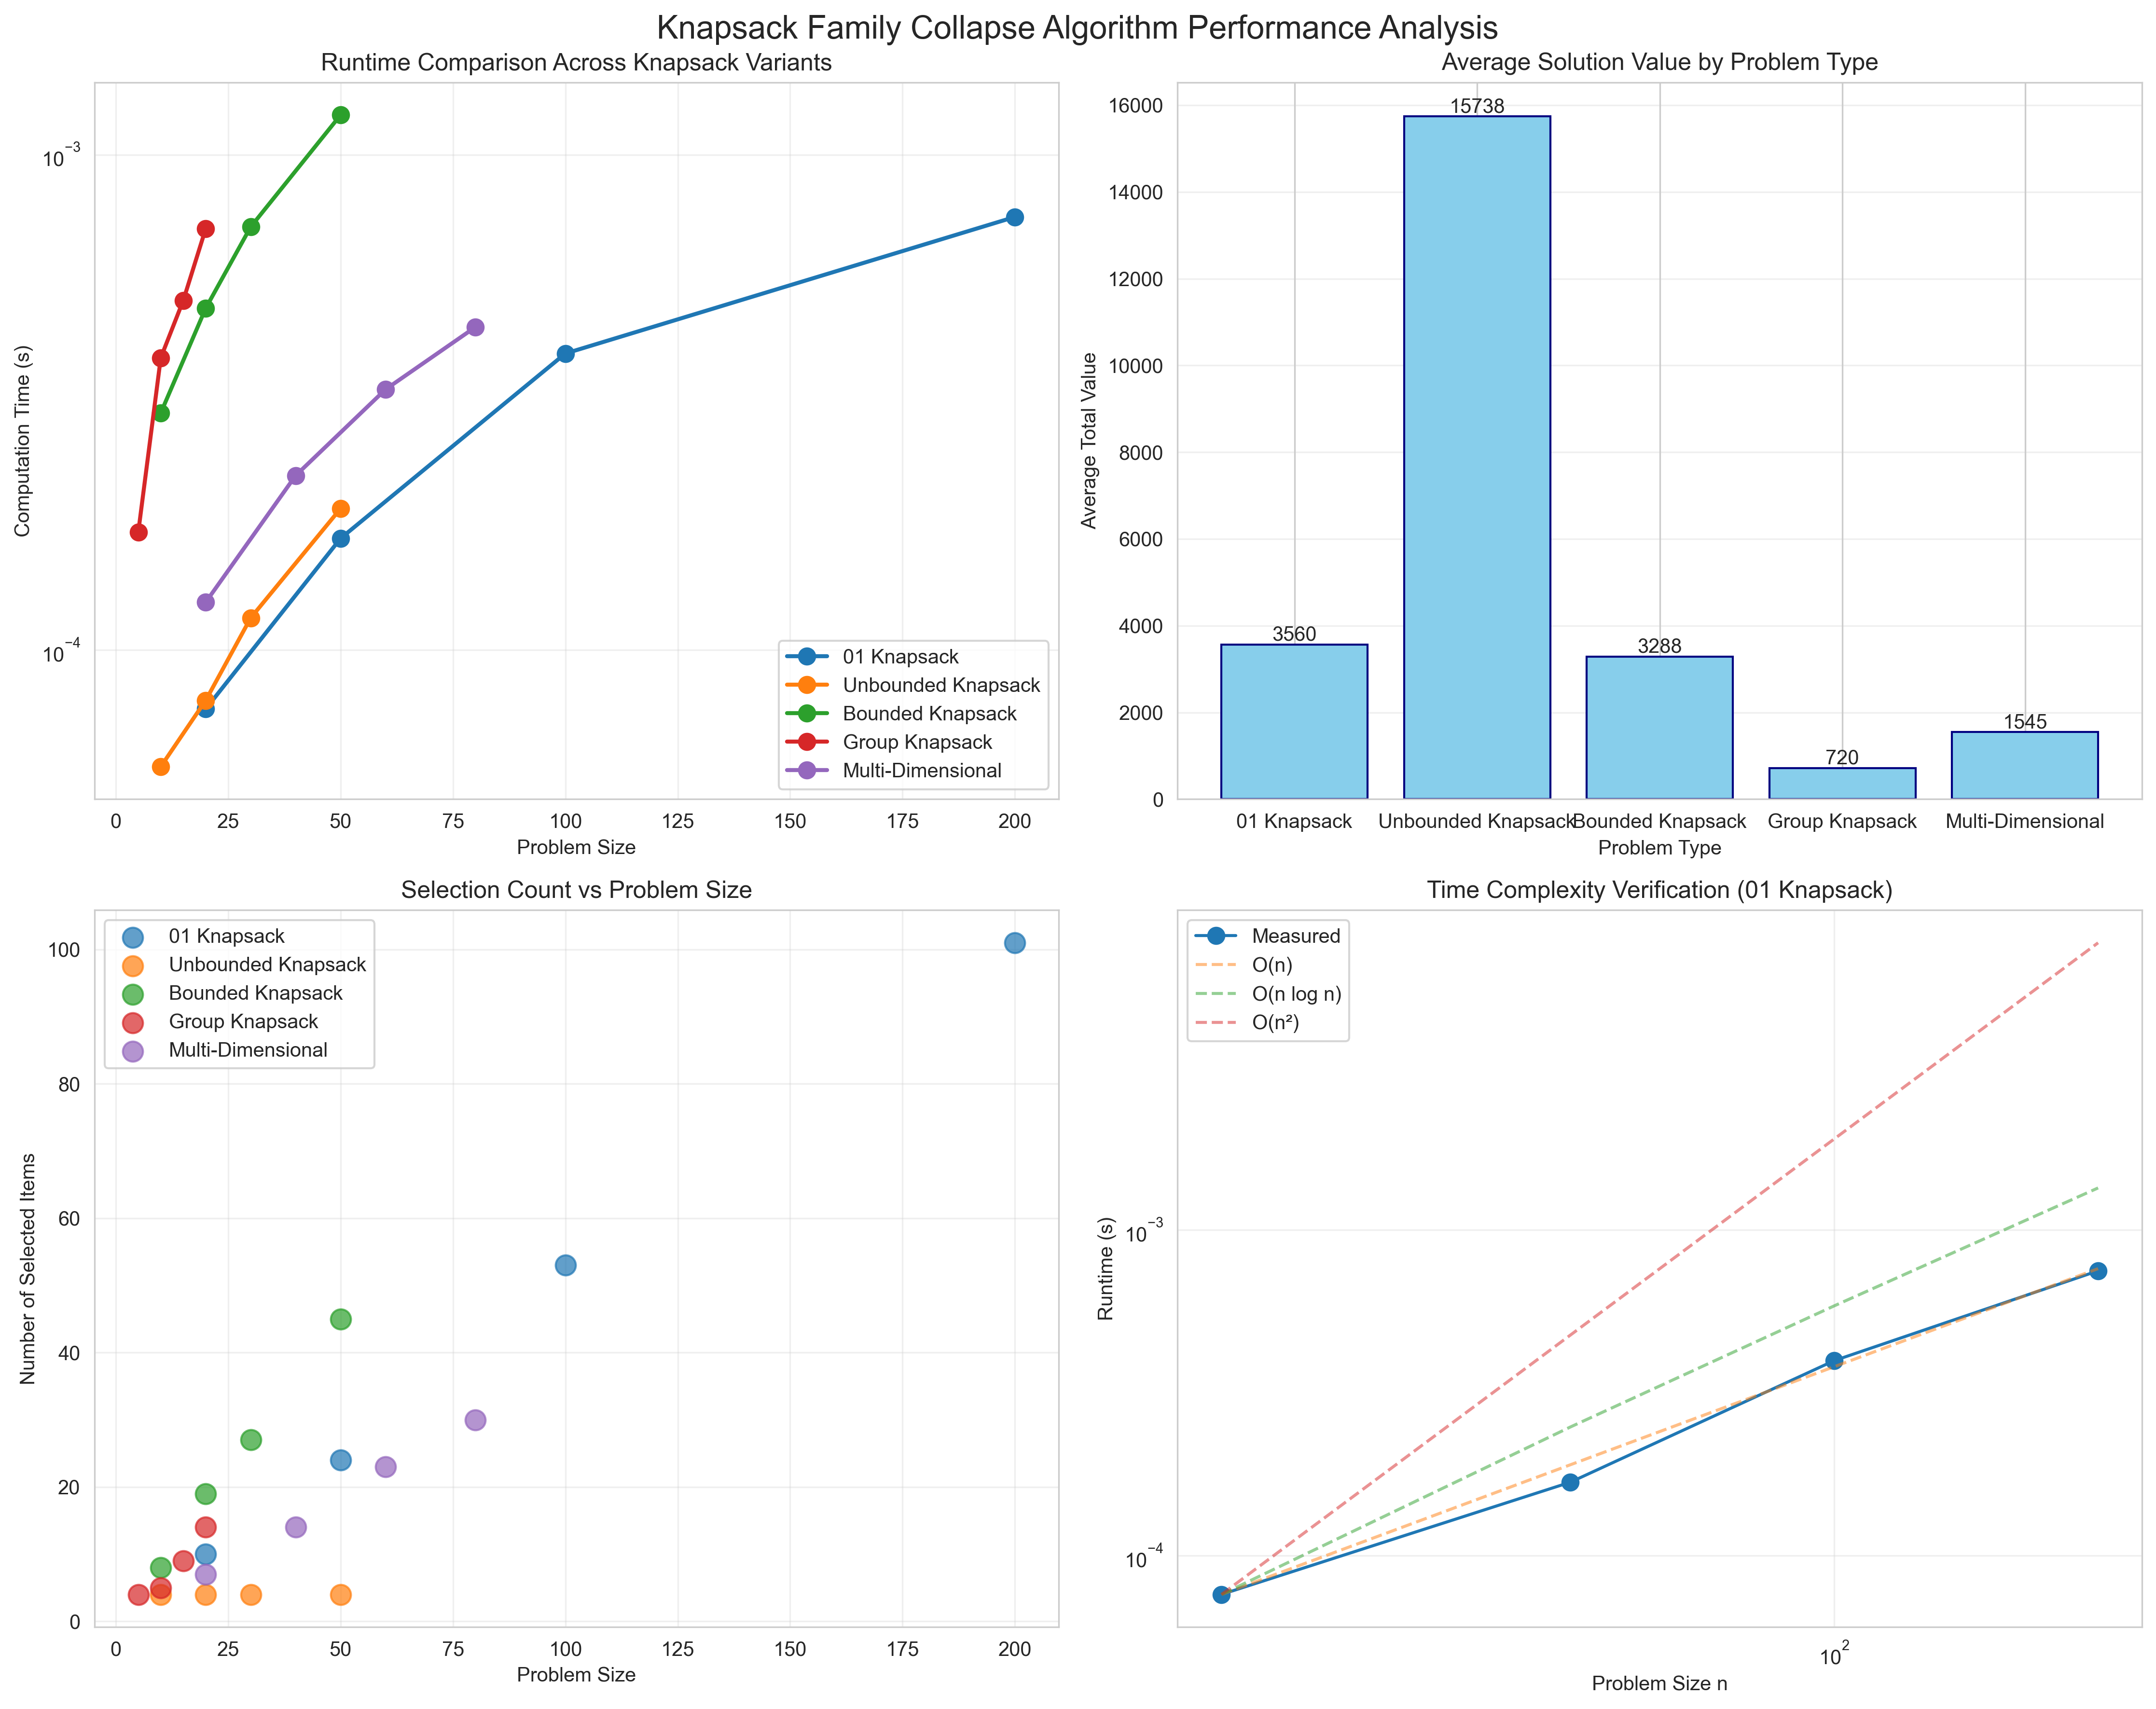 Knapsack Family Collapse Algorithm Performance Analysis
Runtime Comparison Across Knapsack Variants
10⁻³
10⁻⁴
Computation Time (s)
0 25 50 75 100 125 150 175 200
Problem Size
01 Knapsack
Unbounded Knapsack
Bounded Knapsack
Group Knapsack
Multi-Dimensional
Average Solution Value by Problem Type
16000
14000
12000
10000
8000
6000
4000
2000
0
Average Total Value
3560
15738
3288
720
1545
01 Knapsack Unbounded Knapsack Bounded Knapsack Group Knapsack Multi-Dimensional
Problem Type
Selection Count vs Problem Size
100
80
60
40
20
0
Number of Selected Items
01 Knapsack
Unbounded Knapsack
Bounded Knapsack
Group Knapsack
Multi-Dimensional
0 25 50 75 100 125 150 175 200
Problem Size
Time Complexity Verification (01 Knapsack)
Measured
O(n)
O(n log n)
O(n²)
10⁻³
10⁻⁴
Runtime (s)
10²
Problem Size n